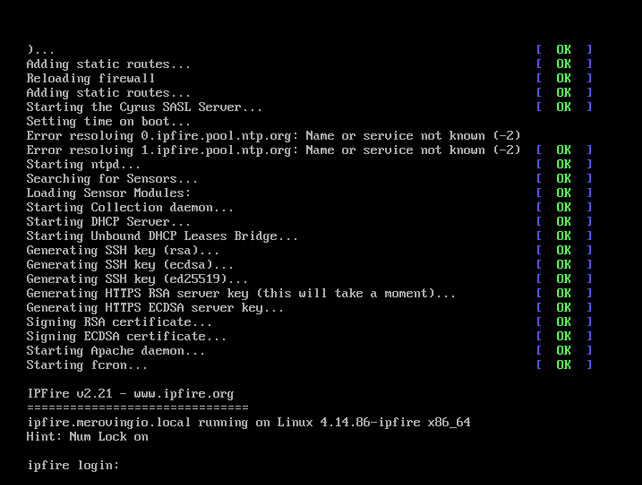 )... [ OK ]
Adding static routes... [ OK ]
Reloading firewall [ OK ]
Adding static routes... [ OK ]
Starting the Cyrus SASL Server... [ OK ]
Setting time on boot...
Error resolving 0.ipfire.pool.ntp.org: Name or service not known (-2)
Error resolving 1.ipfire.pool.ntp.org: Name or service not known (-2) [ OK ]
Starting ntpd... [ OK ]
Searching for Sensors... [ OK ]
Loading Sensor Modules: [ OK ]
Starting Collection daemon... [ OK ]
Starting DHCP Server... [ OK ]
Starting Unbound DHCP Leases Bridge... [ OK ]
Generating SSH key (rsa)... [ OK ]
Generating SSH key (ecdsa)... [ OK ]
Generating SSH key (ed25519)... [ OK ]
Generating HTTPS RSA server key (this will take a moment)... [ OK ]
Generating HTTPS ECDSA server key... [ OK ]
Signing RSA certificate... [ OK ]
Signing ECDSA certificate... [ OK ]
Starting Apache daemon... [ OK ]
Starting fcron... [ OK ]
IPFire v2.21 - www.ipfire.org
===============================
ipfire.merovingio.local running on Linux 4.14.86-ipfire x86_64
Hint: Num Lock on
ipfire login: